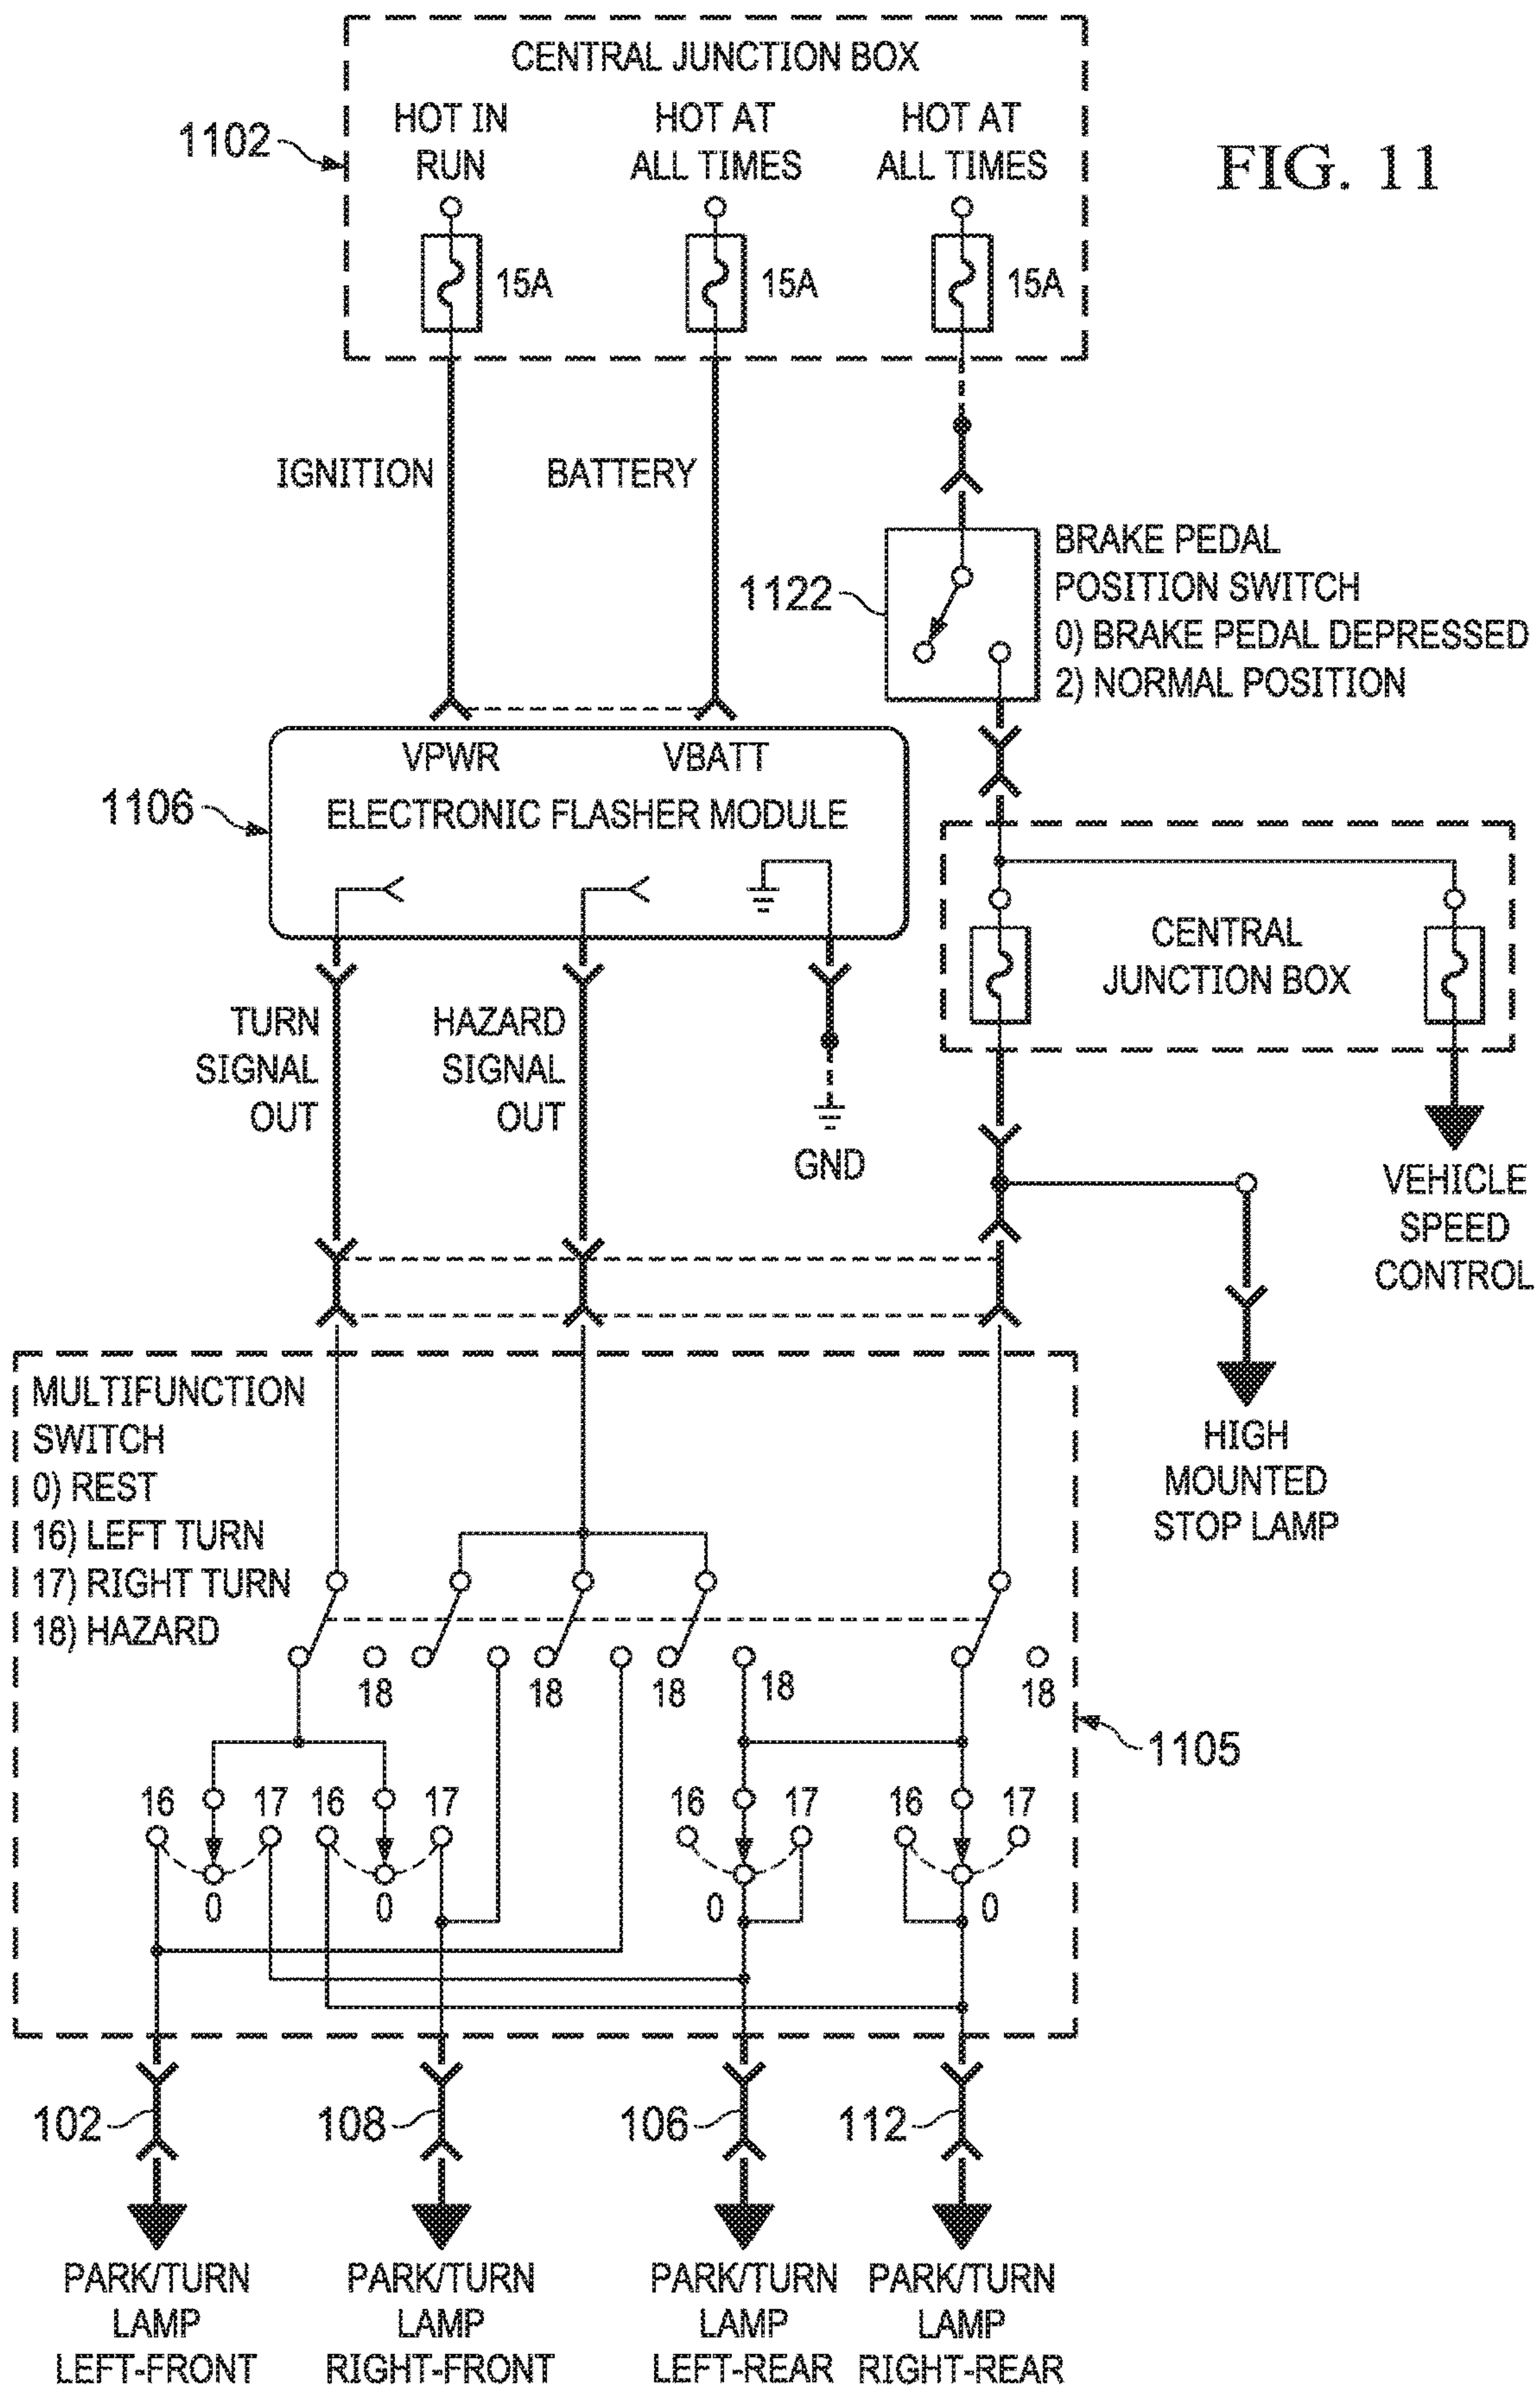 CENTRAL JUNCTION BOX
HOT IN
RUN
HOT AT
ALL TIMES
HOT AT
ALL TIMES
1102
FIG. 11
15A
15A
15A
IGNITION
BATTERY
1122
BRAKE PEDAL
POSITION SWITCH
0) BRAKE PEDAL DEPRESSED
2) NORMAL POSITION
VPWR
VBATT
1106
ELECTRONIC FLASHER MODULE
CENTRAL
JUNCTION BOX
TURN
SIGNAL
OUT
HAZARD
SIGNAL
OUT
GND
VEHICLE
SPEED
CONTROL
HIGH
MOUNTED
STOP LAMP
MULTIFUNCTION
SWITCH
0) REST
16) LEFT TURN
17) RIGHT TURN
18) HAZARD
18
18
18
18
18
1105
16
17
16
17
16
17
16
17
0
0
0
0
102
108
106
112
PARK/TURN
LAMP
LEFT-FRONT
PARK/TURN
LAMP
RIGHT-FRONT
PARK/TURN
LAMP
LEFT-REAR
PARK/TURN
LAMP
RIGHT-REAR